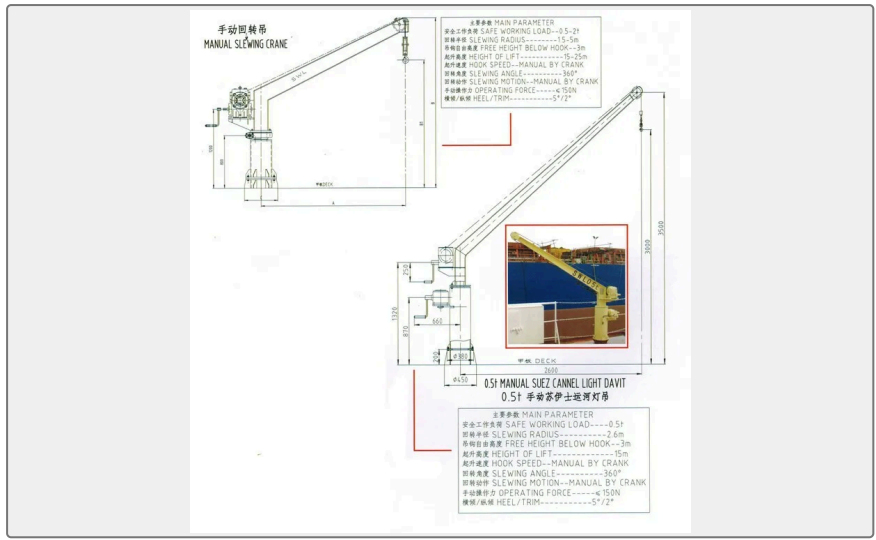 手动回转吊
MANUAL SLEWING CRANE
主要参数 MAIN PARAMETER
安全工作负荷 SAFE WORKING LOAD--0.5-2t
回转半径 SLEWING RADIUS--------1.5-5m
吊钩自由高度 FREE HEIGHT BELOW HOOK--3m
起升高度 HEIGHT OF LIFT----------15-25m
起升速度 HOOK SPEED--MANUAL BY CRANK
回转角度 SLEWING ANGLE----------360°
回转动作 SLEWING MOTION--MANUAL BY CRANK
手动操作力 OPERATING FORCE-----≤150N
横倾/纵倾 HEEL/TRIM-----------5°/2°
SWL
甲板DECK
A
3500
3000
250
1320
870
660
200
Φ380
Φ450
甲板 DECK
2600
0.5t MANUAL SUEZ CANNEL LIGHT DAVIT
0.5t 手动苏伊士运河灯吊
主要参数 MAIN PARAMETER
安全工作负荷 SAFE WORKING LOAD----0.5t
回转半径 SLEWING RADIUS----------2.6m
吊钩自由高度 FREE HEIGHT BELOW HOOK--3m
起升高度 HEIGHT OF LIFT-------------15m
起升速度 HOOK SPEED--MANUAL BY CRANK
回转角度 SLEWING ANGLE----------360°
回转动作 SLEWING MOTION--MANUAL BY CRANK
手动操作力 OPERATING FORCE-----≤150N
横倾/纵倾 HEEL/TRIM-----------5°/2°